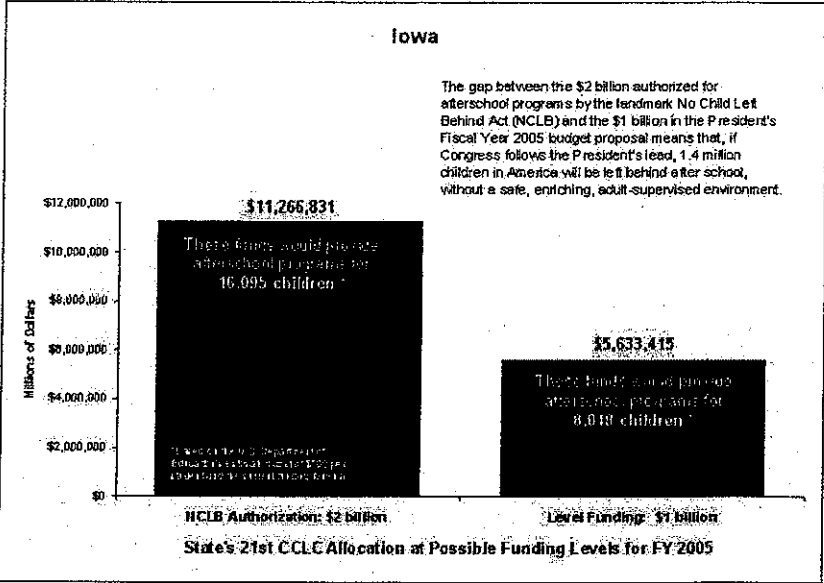 Iowa
The gap between the $2 billion authorized for
afterschool programs by the landmark No Child Left
Behind Act (NCLB) and the $1 billion in the President's
Fiscal Year 2005 budget proposal means that, if
Congress follows the President's lead, 1.4 million
children in America will be left behind after school,
without a safe, enriching, adult-supervised environment.
Millions of Dollars
$12,000,000
$10,000,000
$8,000,000
$6,000,000
$4,000,000
$2,000,000
$0
$11,266,831
These funds would provide
afterschool programs for
16,095 children *
$5,633,415
These funds would provide
afterschool programs for
8,048 children *
NCLB Authorization: $2 billion
Level Funding: $1 billion
State's 21st CCLC Allocation at Possible Funding Levels for FY 2005